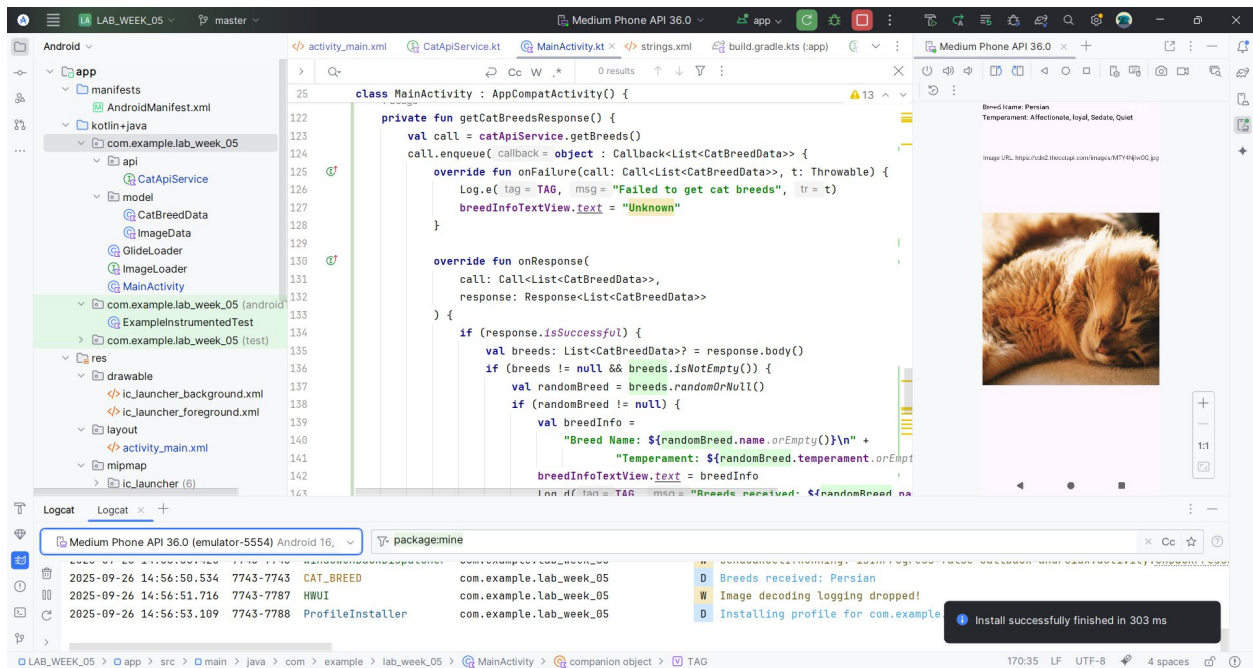 LA LAB_WEEK_05 master Medium Phone API 36.0 app
Android
activity_main.xml CatApiService.kt MainActivity.kt strings.xml build.gradle.kts (:app)
Medium Phone API 36.0
Cc W .* 0 results
app
manifests
AndroidManifest.xml
kotlin+java
com.example.lab_week_05
api
CatApiService
model
CatBreedData
ImageData
GlideLoader
ImageLoader
MainActivity
com.example.lab_week_05 (android
ExampleInstrumentedTest
com.example.lab_week_05 (test)
res
drawable
ic_launcher_background.xml
ic_launcher_foreground.xml
layout
activity_main.xml
mipmap
ic_launcher (6)
25 class MainActivity : AppCompatActivity() { 13
122 private fun getCatBreedsResponse() {
123 val call = catApiService.getBreeds()
124 call.enqueue( callback = object : Callback<List<CatBreedData>> {
125 override fun onFailure(call: Call<List<CatBreedData>>, t: Throwable) {
126 Log.e( tag = TAG, msg = "Failed to get cat breeds", tr = t)
127 breedInfoTextView.text = "Unknown"
128 }
129
130 override fun onResponse(
131 call: Call<List<CatBreedData>>,
132 response: Response<List<CatBreedData>>
133 ) {
134 if (response.isSuccessful) {
135 val breeds: List<CatBreedData>? = response.body()
136 if (breeds != null && breeds.isNotEmpty()) {
137 val randomBreed = breeds.randomOrNull()
138 if (randomBreed != null) {
139 val breedInfo =
140 "Breed Name: ${randomBreed.name.orEmpty()}\n" +
141 "Temperament: ${randomBreed.temperament.orEmpt
142 breedInfoTextView.text = breedInfo
143 Log.d( tag = TAG, msg = "Breeds received: ${randomBreed.na
Breed Name: Persian
Temperament: Affectionate, loyal, Sedate, Quiet
1:1
Logcat Logcat
Medium Phone API 36.0 (emulator-5554) Android 16,
package:mine
Cc
2025-09-26 14:56:50.534 7743-7743 CAT_BREED com.example.lab_week_05 D Breeds received: Persian
2025-09-26 14:56:51.716 7743-7787 HWUI com.example.lab_week_05 W Image decoding logging dropped!
2025-09-26 14:56:53.109 7743-7788 ProfileInstaller com.example.lab_week_05 D Installing profile for com.example.
Install successfully finished in 303 ms
LAB_WEEK_05 > app > src > main > java > com > example > lab_week_05 > MainActivity > companion object > TAG
170:35 LF UTF-8 4 spaces